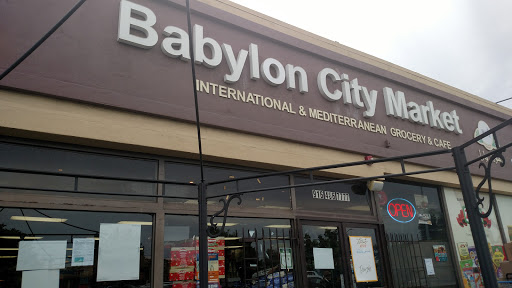 Babylon City Market
INTERNATIONAL & MEDITERRANEAN GROCERY & CAFE
OPEN